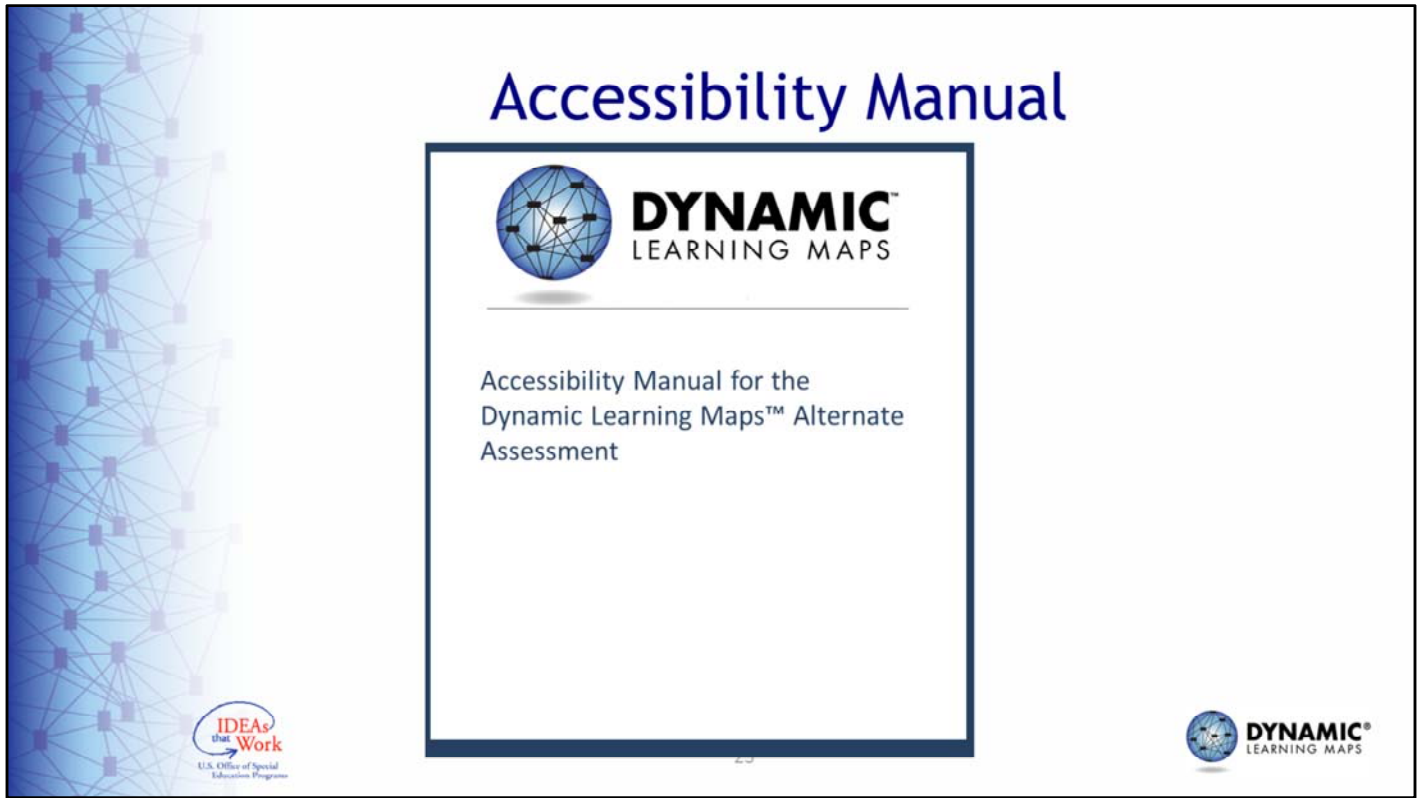 Accessibility Manual
DYNAMIC™
LEARNING MAPS
Accessibility Manual for the
Dynamic Learning Maps™ Alternate
Assessment
IDEAs
that Work
U.S. Office of Special
Education Programs
DYNAMIC®
LEARNING MAPS